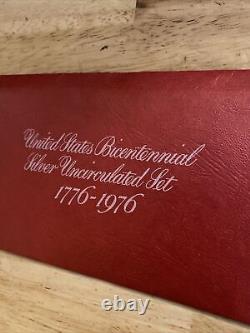 United States Bicentennial
Silver Uncirculated Set
1776-1976